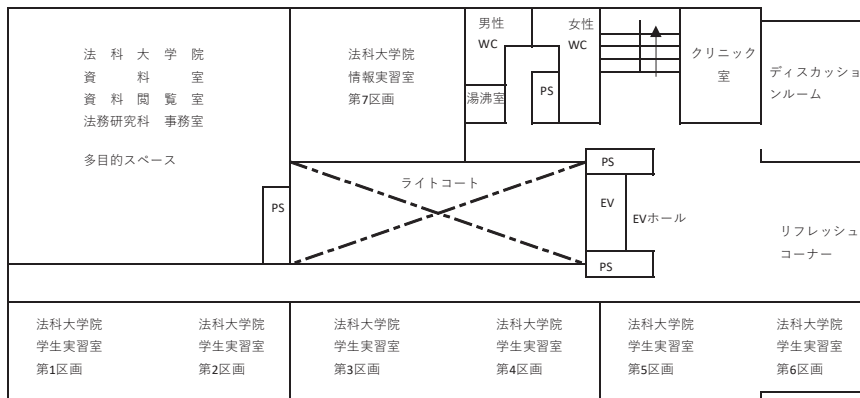 法科大学院
資料室
資料閲覧室
法務研究科 事務室
多目的スペース
法科大学院
情報実習室
第7区画
男性
WC
女性
WC
湯沸室
PS
クリニック
室
ディスカッショ
ンルーム
PS
ライトコート
PS
EV
EVホール
PS
リフレッシュ
コーナー
法科大学院
学生実習室
第1区画
法科大学院
学生実習室
第2区画
法科大学院
学生実習室
第3区画
法科大学院
学生実習室
第4区画
法科大学院
学生実習室
第5区画
法科大学院
学生実習室
第6区画